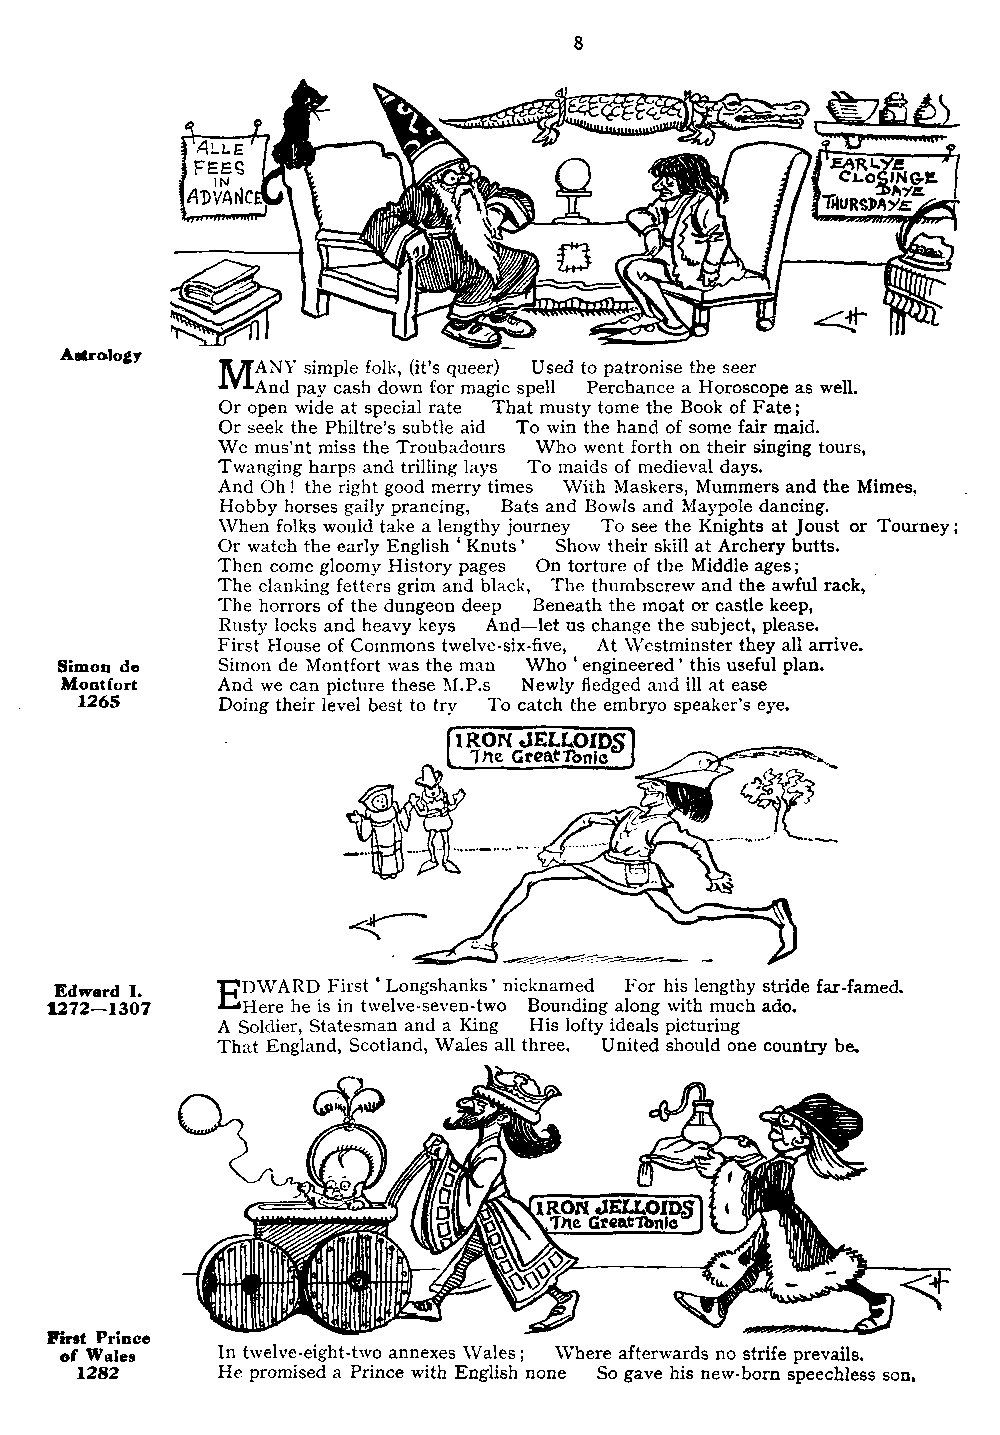 8
ALLE
FEES
IN
ADVANCE
EARLYE
CLOSINGE
DAYE
THURSDAYE
Astrology
MANY simple folk, (it's queer) Used to patronise the seer
And pay cash down for magic spell Perchance a Horoscope as well.
Or open wide at special rate That musty tome the Book of Fate;
Or seek the Philtre's subtle aid To win the hand of some fair maid.
We mus'nt miss the Troubadours Who went forth on their singing tours,
Twanging harps and trilling lays To maids of medieval days.
And Oh! the right good merry times With Maskers, Mummers and the Mimes,
Hobby horses gaily prancing, Bats and Bowls and Maypole dancing.
When folks would take a lengthy journey To see the Knights at Joust or Tourney;
Or watch the early English 'Knuts' Show their skill at Archery butts.
Then come gloomy History pages On torture of the Middle ages;
The clanking fetters grim and black, The thumbscrew and the awful rack,
The horrors of the dungeon deep Beneath the moat or castle keep,
Rusty locks and heavy keys And—let us change the subject, please.
First House of Commons twelve-six-five, At Westminster they all arrive.
Simon de
Montfort
1265
Simon de Montfort was the man Who 'engineered' this useful plan.
And we can picture these M.P.s Newly fledged and ill at ease
Doing their level best to try To catch the embryo speaker's eye.
IRON JELLOIDS
The Great Tonic
Edward I.
1272—1307
EDWARD First 'Longshanks' nicknamed For his lengthy stride far-famed.
Here he is in twelve-seven-two Bounding along with much ado.
A Soldier, Statesman and a King His lofty ideals picturing
That England, Scotland, Wales all three, United should one country be.
IRON JELLOIDS
The Great Tonic
First Prince
of Wales
1282
In twelve-eight-two annexes Wales; Where afterwards no strife prevails.
He promised a Prince with English none So gave his new-born speechless son.